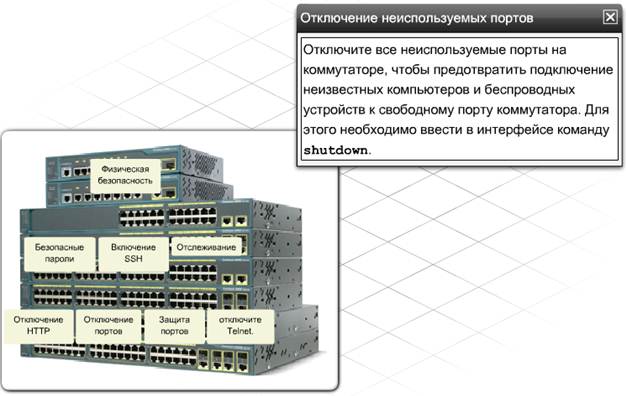 Отключение неиспользуемых портов
Отключите все неиспользуемые порты на
коммутаторе, чтобы предотвратить подключение
неизвестных компьютеров и беспроводных
устройств к свободному порту коммутатора. Для
этого необходимо ввести в интерфейсе команду
shutdown.
Физическая
безопасность
Безопасные
пароли
Включение
SSH
Отслеживание
Отключение
HTTP
Отключение
портов
Защита
портов
отключите
Telnet.